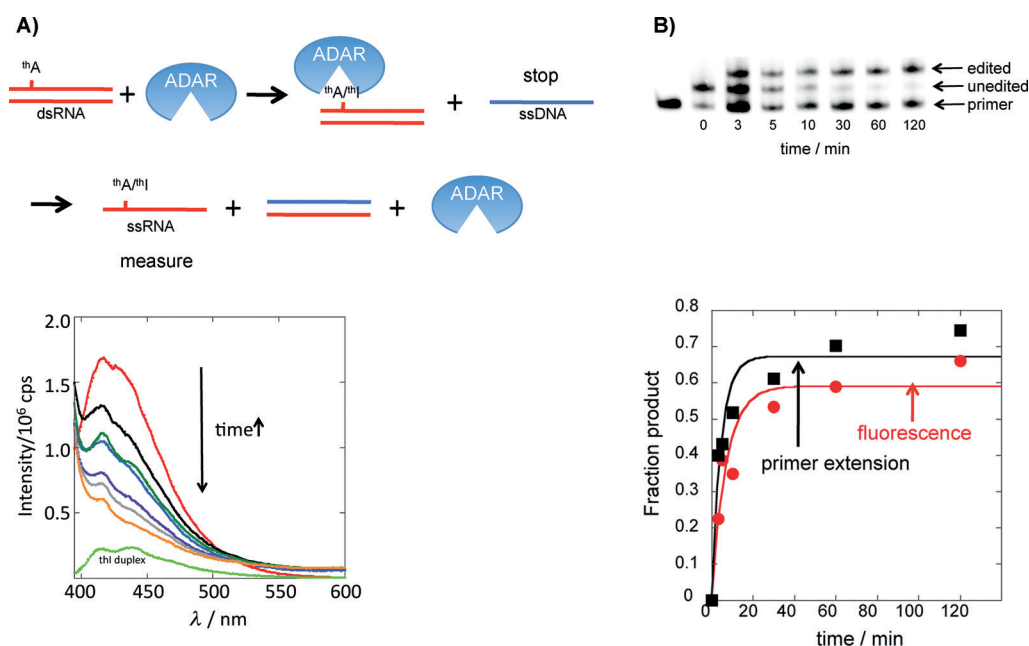 A)
thA
ADAR
dsRNA
+
ADAR
thA/thI
+
stop
ssDNA
thA/thI
ssRNA
measure
+
+
ADAR
2.0
1.5
1.0
0.5
Intensity/10⁶ cps
time↑
thI duplex
400 450 500 550 600
λ / nm
B)
edited
unedited
primer
0 3 5 10 30 60 120
time / min
0.8
0.7
0.6
0.5
0.4
0.3
0.2
0.1
0
Fraction product
fluorescence
primer extension
0 20 40 60 80 100 120
time / min